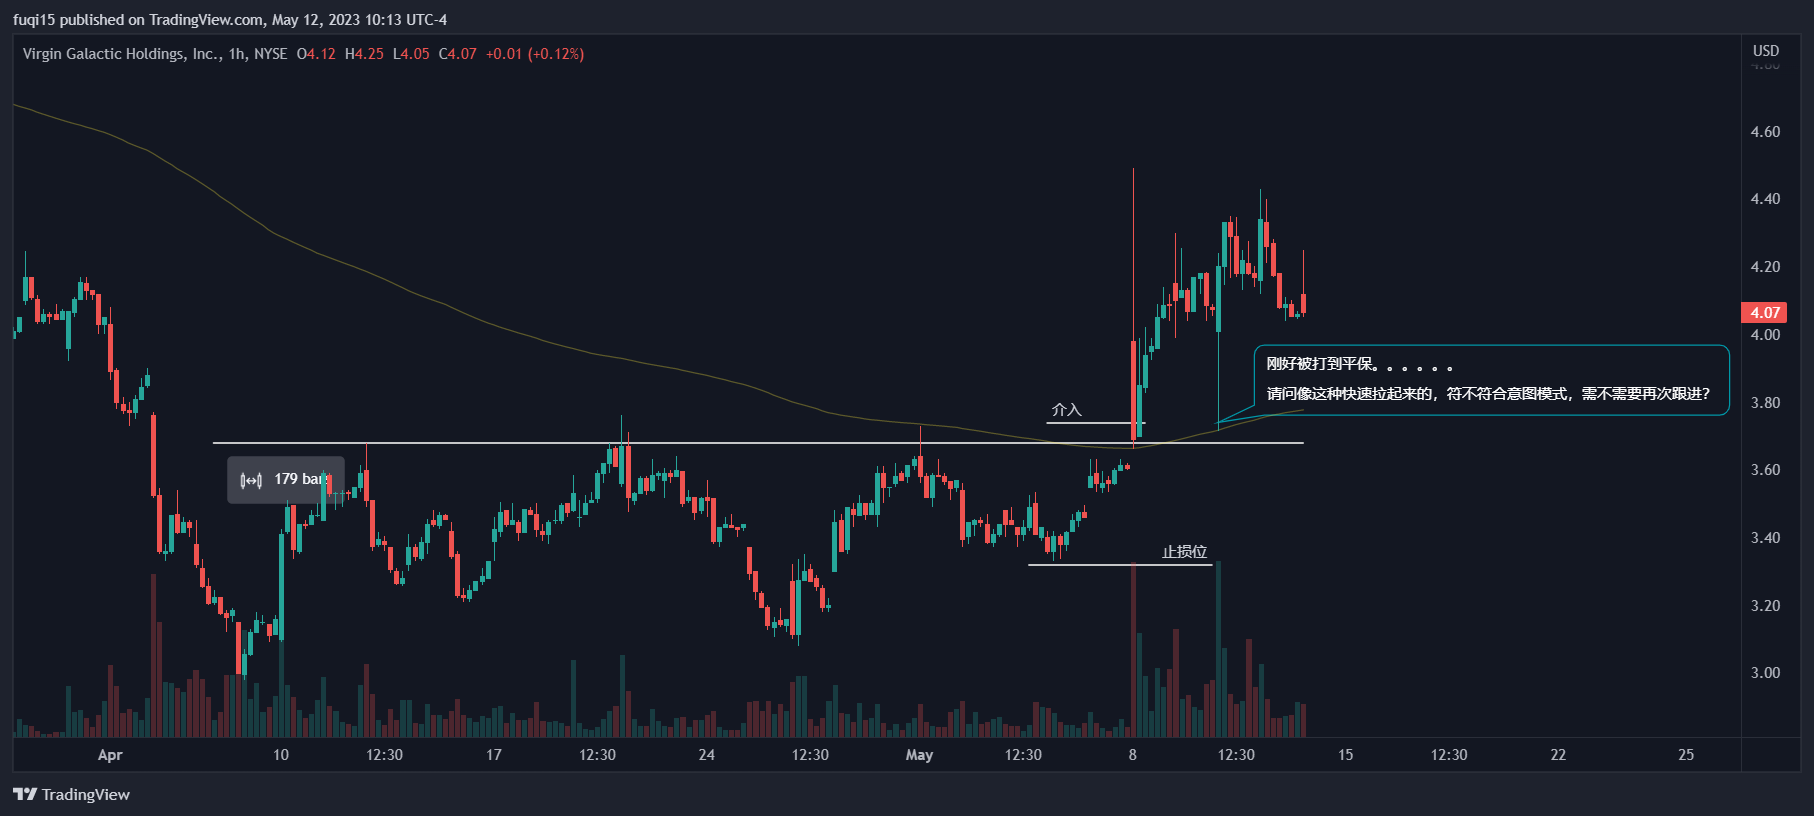 fuqi15 published on TradingView.com, May 12, 2023 10:13 UTC-4
Virgin Galactic Holdings, Inc., 1h, NYSE O4.12 H4.25 L4.05 C4.07 +0.01 (+0.12%)
USD
4.80
4.60
4.40
4.20
4.07
4.00
刚好被打到平保。。。。。。
请问像这种快速拉起来的，符不符合意图模式，需不需要再次跟进？
3.80
介入
3.60
179 bars
3.40
止损位
3.20
3.00
Apr 10 12:30 17 12:30 24 12:30 May 12:30 8 12:30 15 12:30 22 25
TradingView